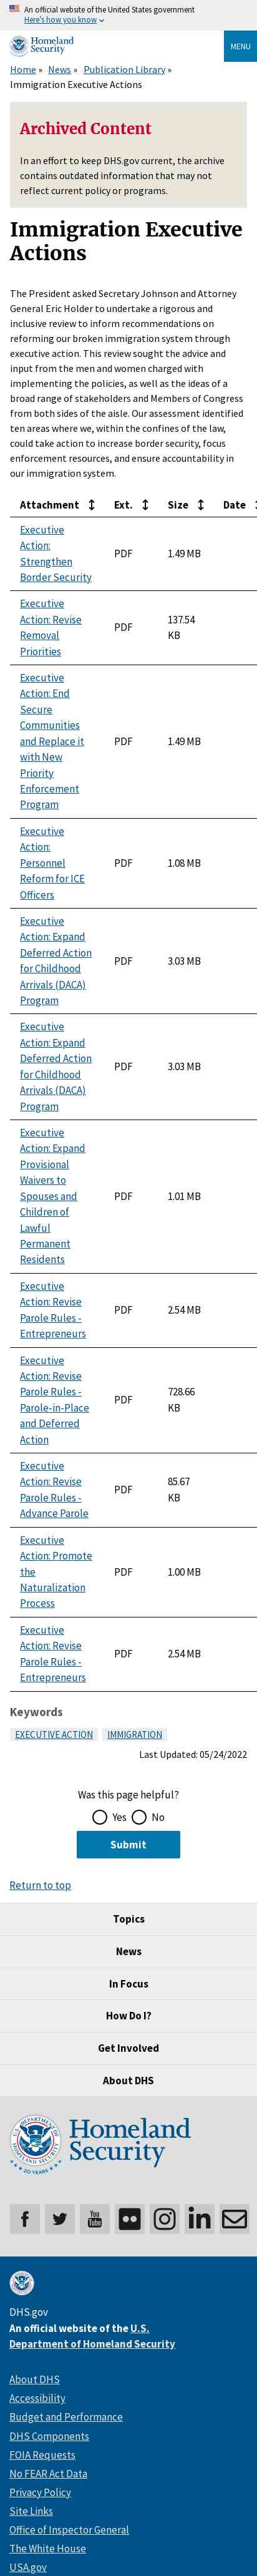 An official website of the United States government
Here's how you know
Homeland
Security
MENU
Home » News » Publication Library »
Immigration Executive Actions
Archived Content
In an effort to keep DHS.gov current, the archive
contains outdated information that may not
reflect current policy or programs.
Immigration Executive
Actions
The President asked Secretary Johnson and Attorney
General Eric Holder to undertake a rigorous and
inclusive review to inform recommendations on
reforming our broken immigration system through
executive action. This review sought the advice and
input from the men and women charged with
implementing the policies, as well as the ideas of a
broad range of stakeholders and Members of Congress
from both sides of the aisle. Our assessment identified
ten areas where we, within the confines of the law,
could take action to increase border security, focus
enforcement resources, and ensure accountability in
our immigration system.
Attachment Ext. Size Date
Executive
Action:
Strengthen
Border Security
PDF
1.49 MB
Executive
Action: Revise
Removal
Priorities
PDF
137.54
KB
Executive
Action: End
Secure
Communities
and Replace it
with New
Priority
Enforcement
Program
PDF
1.49 MB
Executive
Action:
Personnel
Reform for ICE
Officers
PDF
1.08 MB
Executive
Action: Expand
Deferred Action
for Childhood
Arrivals (DACA)
Program
PDF
3.03 MB
Executive
Action: Expand
Deferred Action
for Childhood
Arrivals (DACA)
Program
PDF
3.03 MB
Executive
Action: Expand
Provisional
Waivers to
Spouses and
Children of
Lawful
Permanent
Residents
PDF
1.01 MB
Executive
Action: Revise
Parole Rules -
Entrepreneurs
PDF
2.54 MB
Executive
Action: Revise
Parole Rules -
Parole-in-Place
and Deferred
Action
PDF
728.66
KB
Executive
Action: Revise
Parole Rules -
Advance Parole
PDF
85.67
KB
Executive
Action: Promote
the
Naturalization
Process
PDF
1.00 MB
Executive
Action: Revise
Parole Rules -
Entrepreneurs
PDF
2.54 MB
Keywords
EXECUTIVE ACTION IMMIGRATION
Last Updated: 05/24/2022
Was this page helpful?
Yes No
Submit
Return to top
Topics
News
In Focus
How Do I?
Get Involved
About DHS
Homeland
Security
20 YEARS
You
Tube
DHS.gov
An official website of the U.S.
Department of Homeland Security
About DHS
Accessibility
Budget and Performance
DHS Components
FOIA Requests
No FEAR Act Data
Privacy Policy
Site Links
Office of Inspector General
The White House
USA.gov